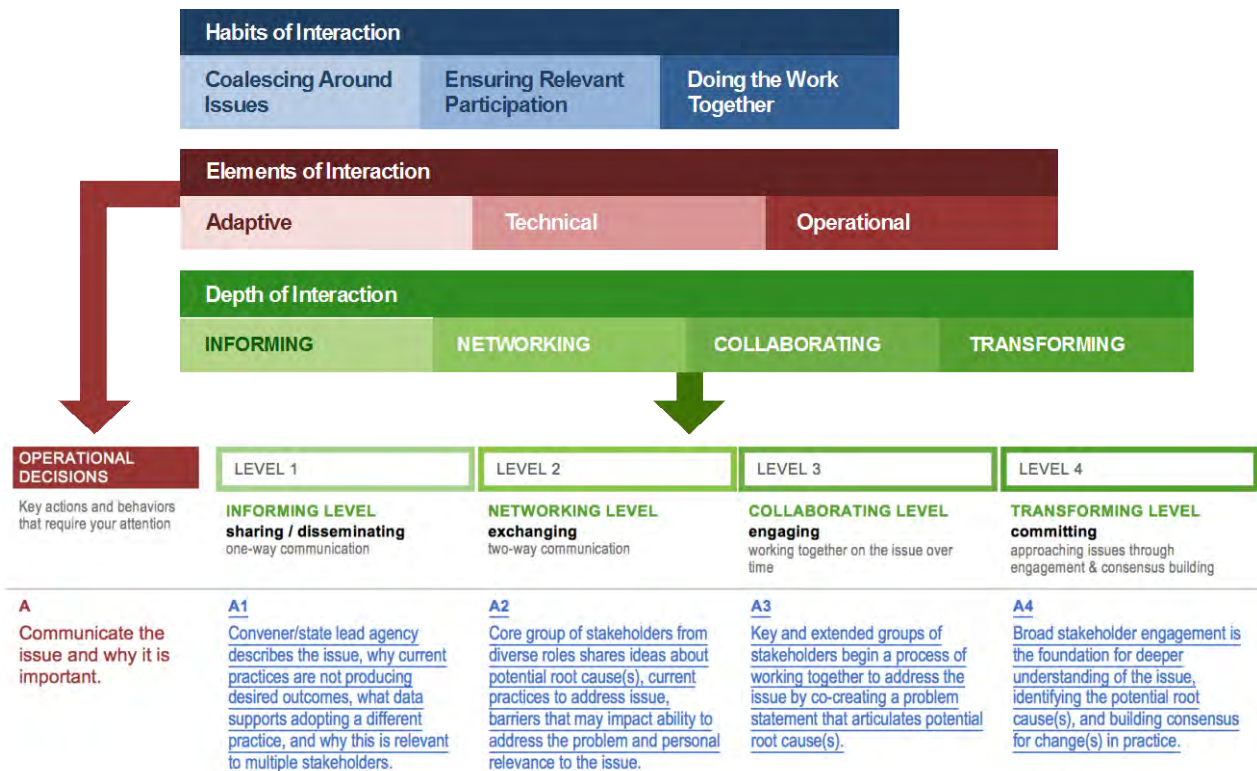 Habits of Interaction
Coalescing Around
Issues
Ensuring Relevant
Participation
Doing the Work
Together
Elements of Interaction
Adaptive
Technical
Operational
Depth of Interaction
INFORMING
NETWORKING
COLLABORATING
TRANSFORMING
OPERATIONAL
DECISIONS
Key actions and behaviors
that require your attention
LEVEL 1
INFORMING LEVEL
sharing / disseminating
one-way communication
LEVEL 2
NETWORKING LEVEL
exchanging
two-way communication
LEVEL 3
COLLABORATING LEVEL
engaging
working together on the issue over
time
LEVEL 4
TRANSFORMING LEVEL
committing
approaching issues through
engagement & consensus building
A
Communicate the
issue and why it is
important.
A1
Convener/state lead agency
describes the issue, why current
practices are not producing
desired outcomes, what data
supports adopting a different
practice, and why this is relevant
to multiple stakeholders.
A2
Core group of stakeholders from
diverse roles shares ideas about
potential root cause(s), current
practices to address issue,
barriers that may impact ability to
address the problem and personal
relevance to the issue.
A3
Key and extended groups of
stakeholders begin a process of
working together to address the
issue by co-creating a problem
statement that articulates potential
root cause(s).
A4
Broad stakeholder engagement is
the foundation for deeper
understanding of the issue,
identifying the potential root
cause(s), and building consensus
for change(s) in practice.